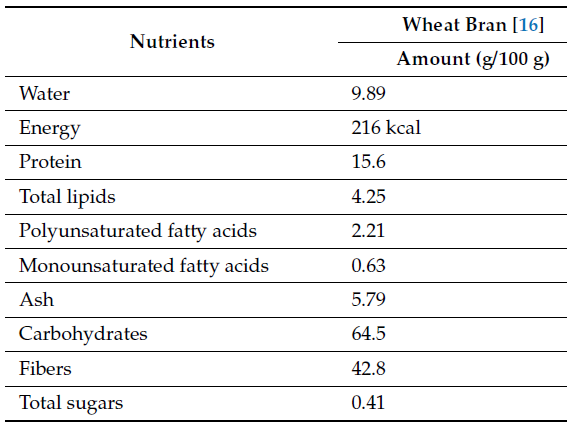 Nutrients
Wheat Bran [16]
Amount (g/100 g)
Water 9.89
Energy 216 kcal
Protein 15.6
Total lipids 4.25
Polyunsaturated fatty acids 2.21
Monounsaturated fatty acids 0.63
Ash 5.79
Carbohydrates 64.5
Fibers 42.8
Total sugars 0.41